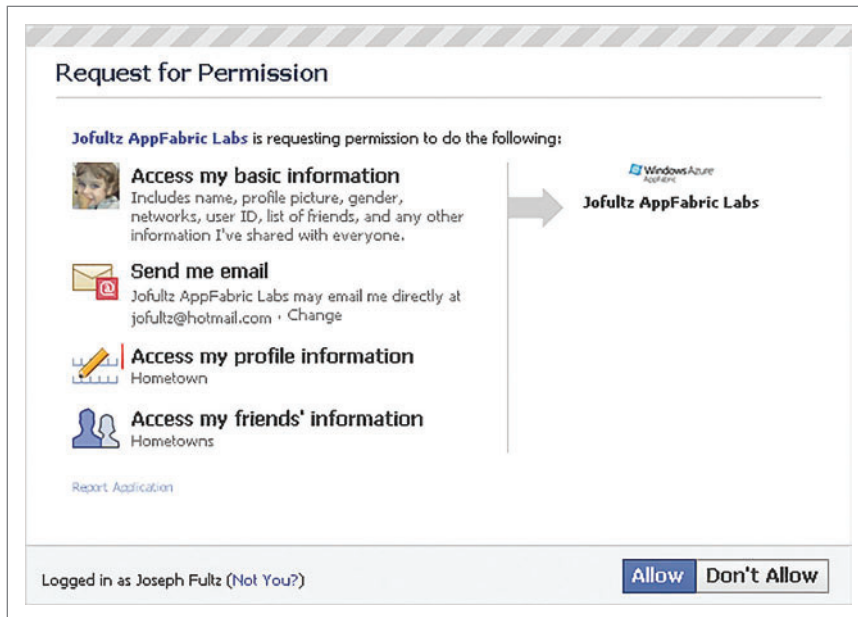 Request for Permission
Jofultz AppFabric Labs is requesting permission to do the following:
Access my basic information
Includes name, profile picture, gender,
networks, user ID, list of friends, and any other
information I've shared with everyone.
Windows Azure
AppFabric
Jofultz AppFabric Labs
Send me email
Jofultz AppFabric Labs may email me directly at
jofultz@hotmail.com · Change
Access my profile information
Hometown
Access my friends' information
Hometowns
Report Application
Logged in as Joseph Fultz (Not You?)
Allow
Don't Allow